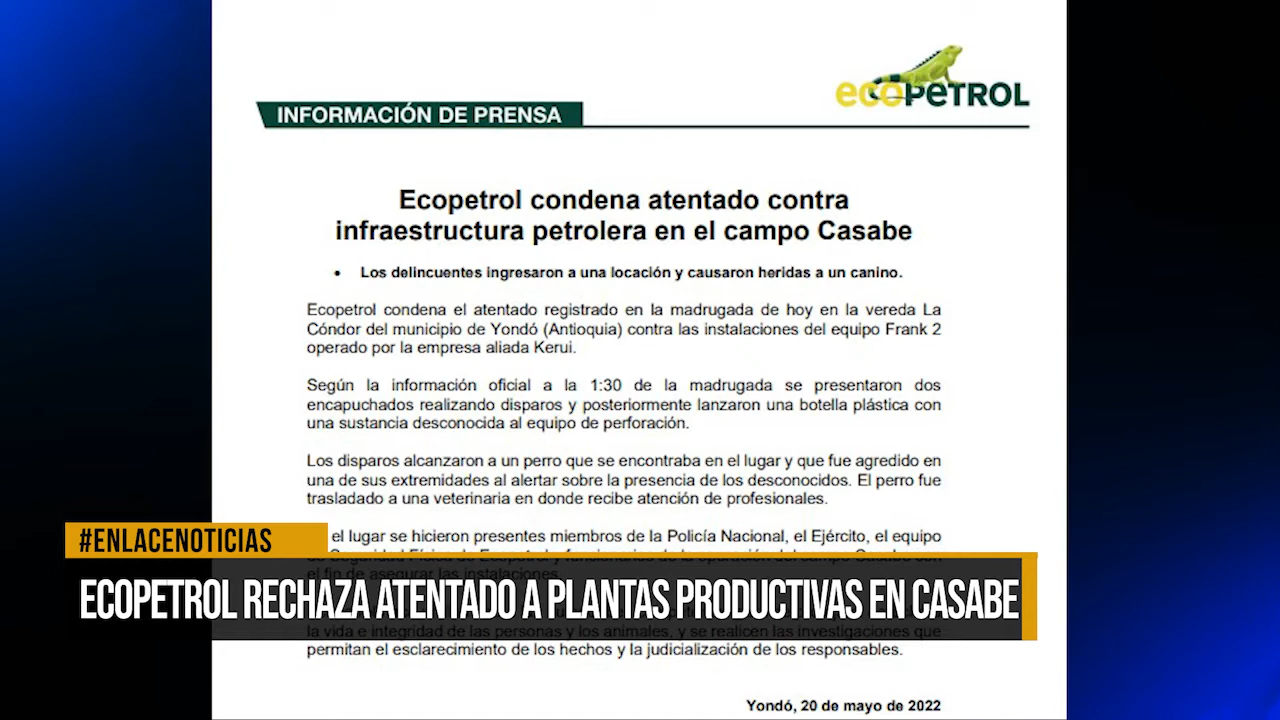 ecoPETROL
INFORMACIÓN DE PRENSA
Ecopetrol condena atentado contra
infraestructura petrolera en el campo Casabe
• Los delincuentes ingresaron a una locación y causaron heridas a un canino.
Ecopetrol condena el atentado registrado en la madrugada de hoy en la vereda La
Cóndor del municipio de Yondó (Antioquia) contra las instalaciones del equipo Frank 2
operado por la empresa aliada Kerui.
Según la información oficial a la 1:30 de la madrugada se presentaron dos
encapuchados realizando disparos y posteriormente lanzaron una botella plástica con
una sustancia desconocida al equipo de perforación.
Los disparos alcanzaron a un perro que se encontraba en el lugar y que fue agredido en
una de sus extremidades al alertar sobre la presencia de los desconocidos. El perro fue
trasladado a una veterinaria en donde recibe atención de profesionales.
el lugar se hicieron presentes miembros de la Policía Nacional, el Ejército, el equipo
#ENLACENOTICIAS
el fin de asegurar las instalaciones.
ECOPETROL RECHAZA ATENTADO A PLANTAS PRODUCTIVAS EN CASABE
la vida e integridad de las personas y los animales, y se realicen las investigaciones que
permitan el esclarecimiento de los hechos y la judicialización de los responsables.
Yondó, 20 de mayo de 2022